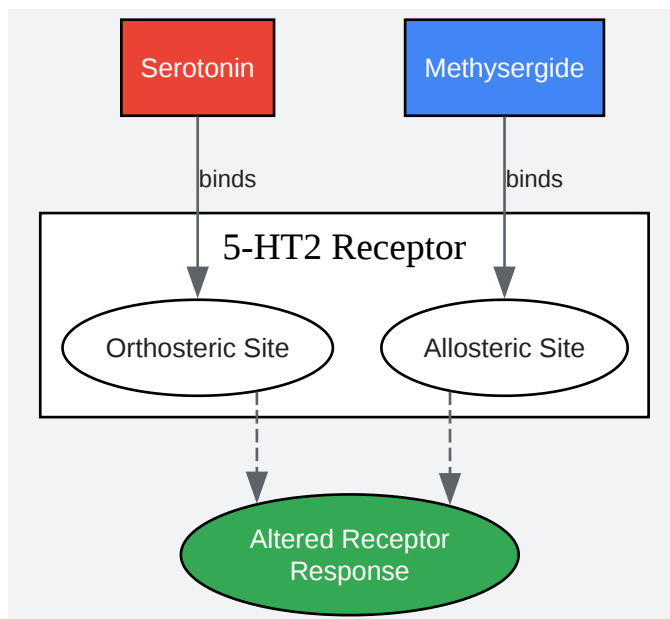 Serotonin
Methysergide
binds
binds
5-HT2 Receptor
Orthosteric Site
Allosteric Site
Altered Receptor
Response